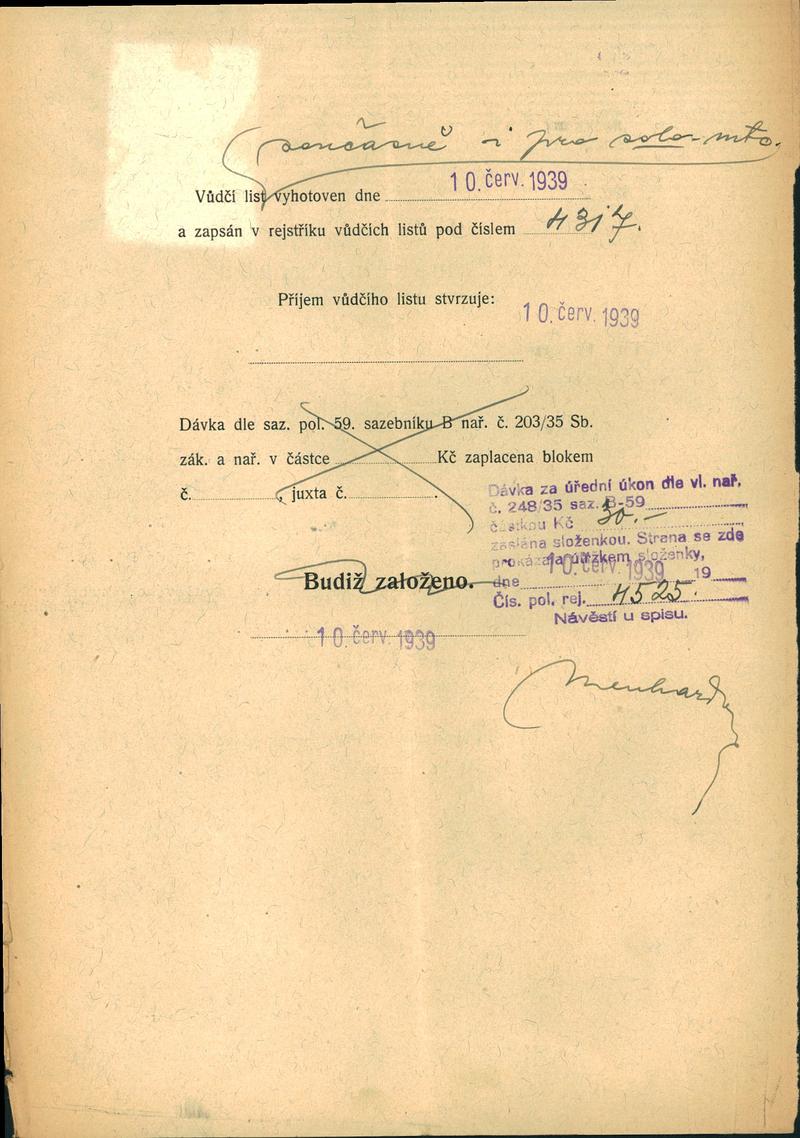 současně i pro solo-mto.
Vůdčí list vyhotoven dne 10. červ. 1939
a zapsán v rejstříku vůdčích listů pod číslem 4317.
Příjem vůdčího listu stvrzuje:
10. červ. 1939
Dávka dle saz. pol. 59. sazebníku B nař. č. 203/35 Sb.
zák. a nař. v částce Kč zaplacena blokem
č. , juxta č. .
Dávka za úřední úkon dle vl. nař.
č. 248/35 saz. B-59
částkou Kč 30.-
zaslána složenkou. Strana se zde
prokázala útržkem složenky,
dne 10. červ. 1939 19
Čís. pol. rej. 4525.
Návěstí u spisu.
Budiž založeno.
10. červ. 1939